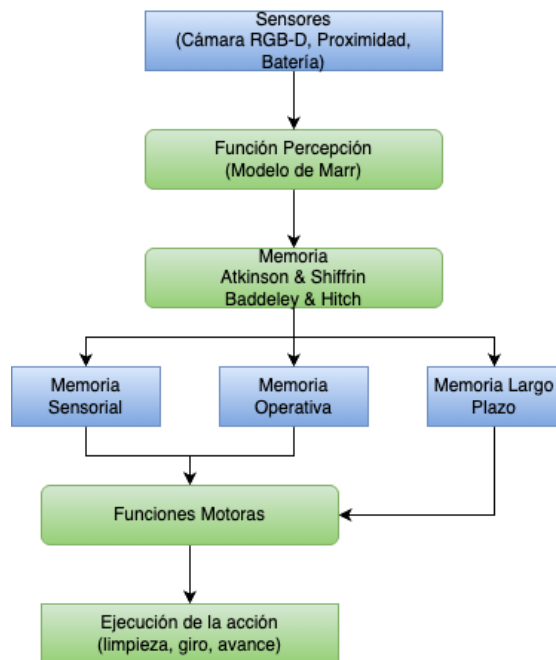 Sensores
(Cámara RGB-D, Proximidad,
Batería)
Función Percepción
(Modelo de Marr)
Memoria
Atkinson & Shiffrin
Baddeley & Hitch
Memoria
Sensorial
Memoria
Operativa
Memoria Largo
Plazo
Funciones Motoras
Ejecución de la acción
(limpieza, giro, avance)